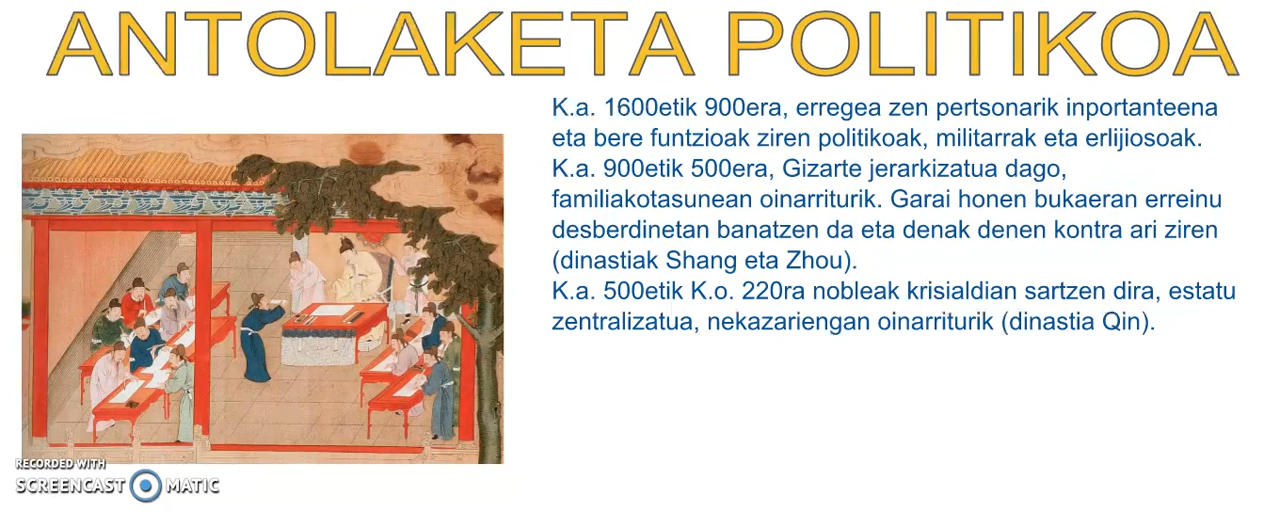 ANTOLAKETA POLITIKOA
K.a. 1600etik 900era, erregea zen pertsonarik inportanteena
eta bere funtzioak ziren politikoak, militarrak eta erlijiosoak.
K.a. 900etik 500era, Gizarte jerarkizatua dago,
familiakotasunean oinarriturik. Garai honen bukaeran erreinu
desberdinetan banatzen da eta denak denen kontra ari ziren
(dinastiak Shang eta Zhou).
K.a. 500etik K.o. 220ra nobleak krisialdian sartzen dira, estatu
zentralizatua, nekazariengan oinarriturik (dinastia Qin).
RECORDED WITH
SCREENCAST MATIC